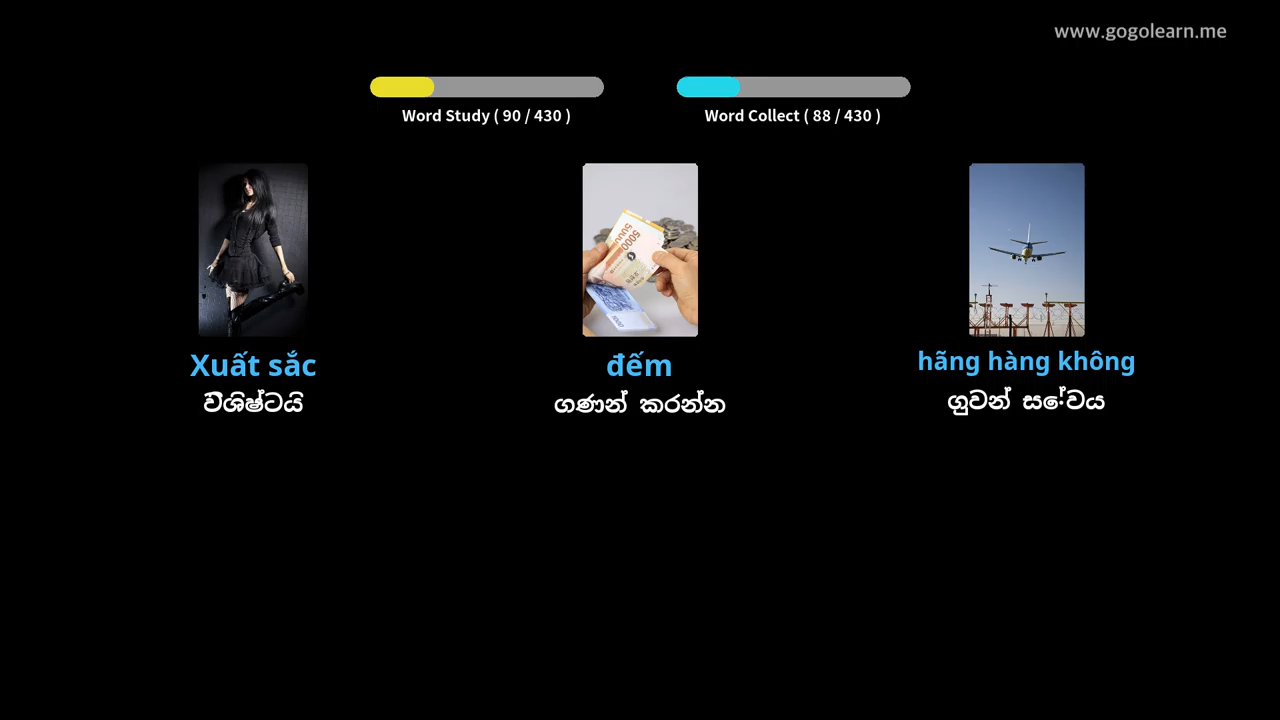 www.gogolearn.me
Word Study ( 90 / 430 )
Word Collect ( 88 / 430 )
Xuất sắc
විශිෂ්ටයි
đếm
ගණන් කරන්න
hãng hàng không
ගුවන් සේවය